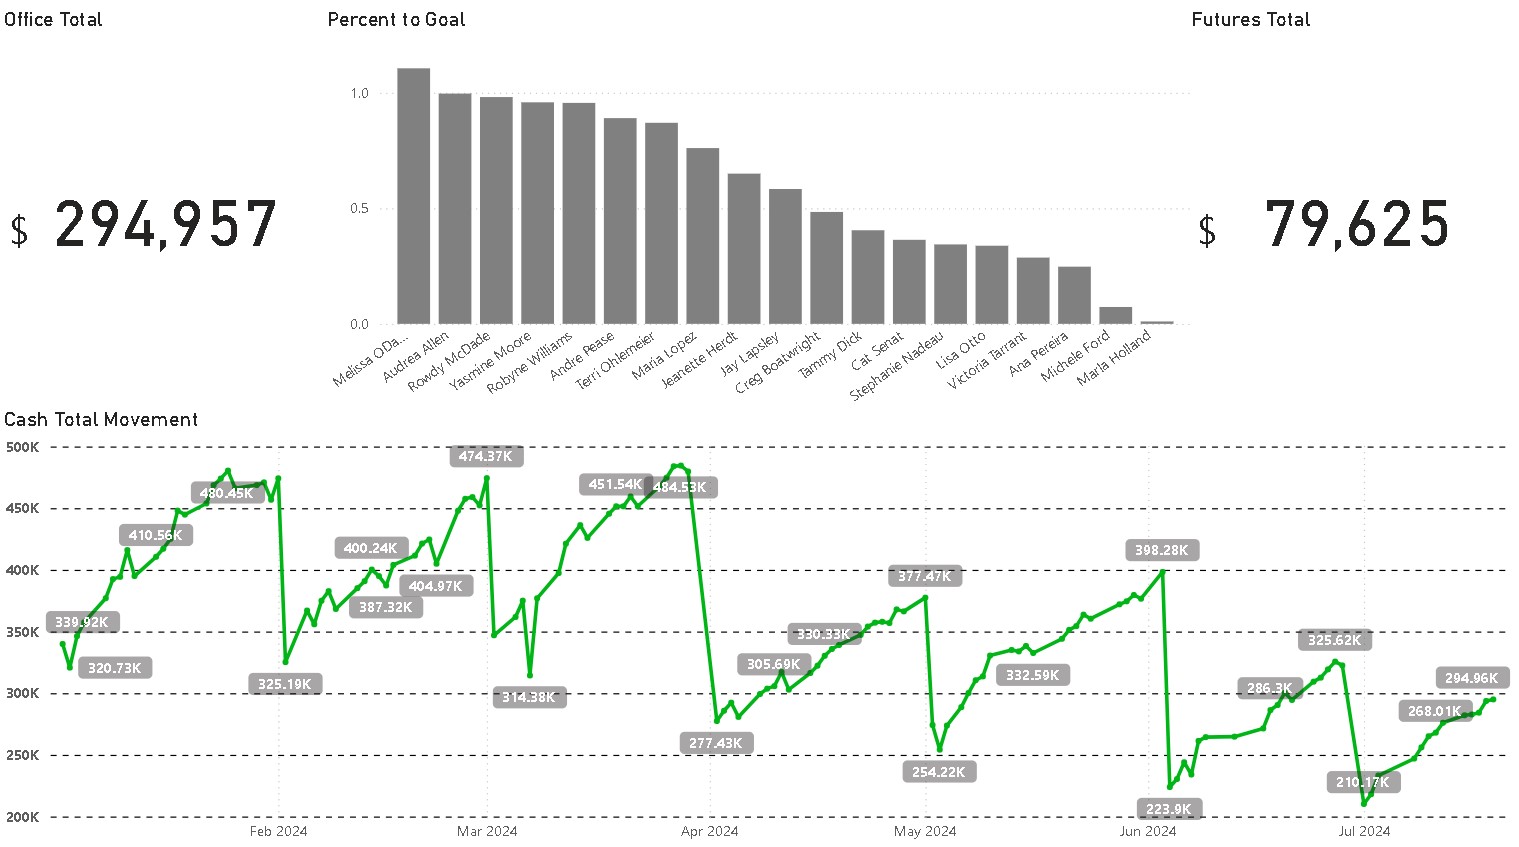 Office Total
Percent to Goal
Futures Total
$ 294,957
1.0
0.5
0.0
Melissa ODa...
Audrea Allen
Rowdy McDade
Yasmine Moore
Robyne Williams
Andre Pease
Terri Ohlemeier
Maria Lopez
Jeanette Herdt
Jay Lapsley
Creg Boatwright
Tammy Dick
Cat Senat
Stephanie Nadeau
Lisa Otto
Victoria Tarrant
Ana Pereira
Michele Ford
Marla Holland
$ 79,625
Cash Total Movement
500K
450K
400K
350K
300K
250K
200K
339.92K
320.73K
410.56K
480.45K
325.19K
400.24K
387.32K
404.97K
474.37K
314.38K
451.54K
484.53K
277.43K
305.69K
330.33K
377.47K
254.22K
332.59K
398.28K
223.9K
286.3K
325.62K
210.17K
268.01K
294.96K
Feb 2024
Mar 2024
Apr 2024
May 2024
Jun 2024
Jul 2024